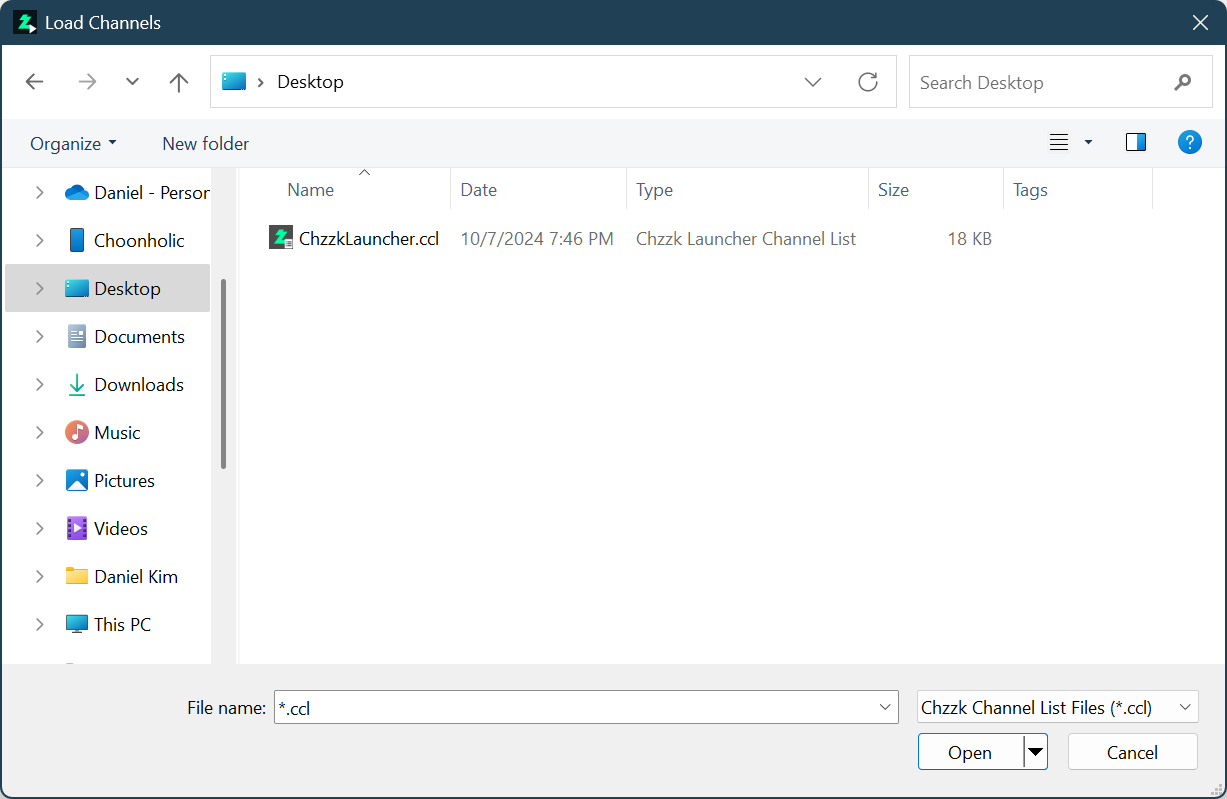 Load Channels
Desktop
Search Desktop
Organize
New folder
?
Name
Date
Type
Size
Tags
ChzzkLauncher.ccl
10/7/2024 7:46 PM
Chzzk Launcher Channel List
18 KB
Daniel - Person
Choonholic
Desktop
Documents
Downloads
Music
Pictures
Videos
Daniel Kim
This PC
File name:
*.ccl
Chzzk Channel List Files (*.ccl)
Open
Cancel